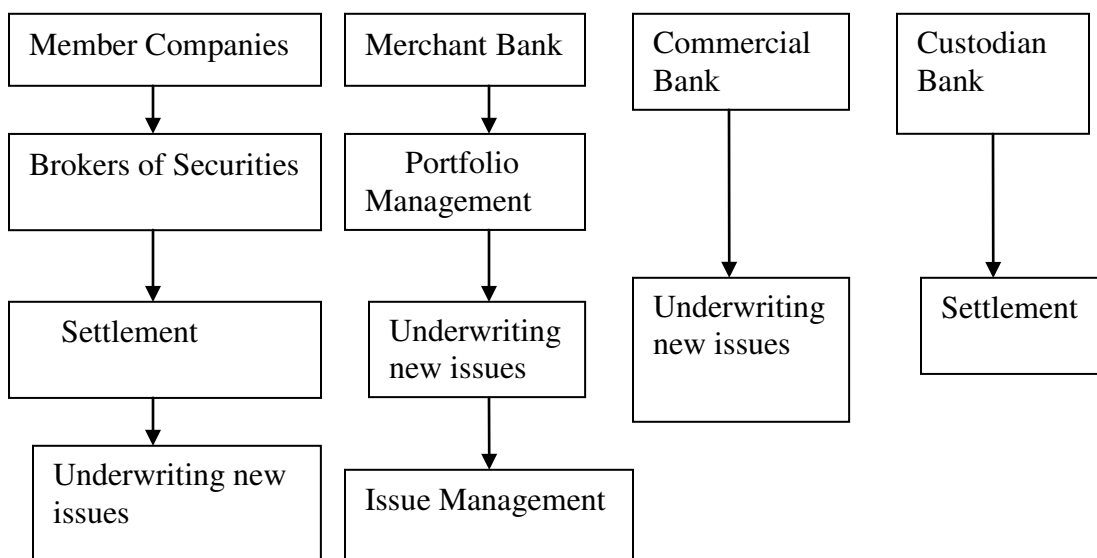 Member Companies
Brokers of Securities
Settlement
Underwriting new
issues
Merchant Bank
Portfolio
Management
Underwriting
new issues
Issue Management
Commercial
Bank
Underwriting
new issues
Custodian
Bank
Settlement